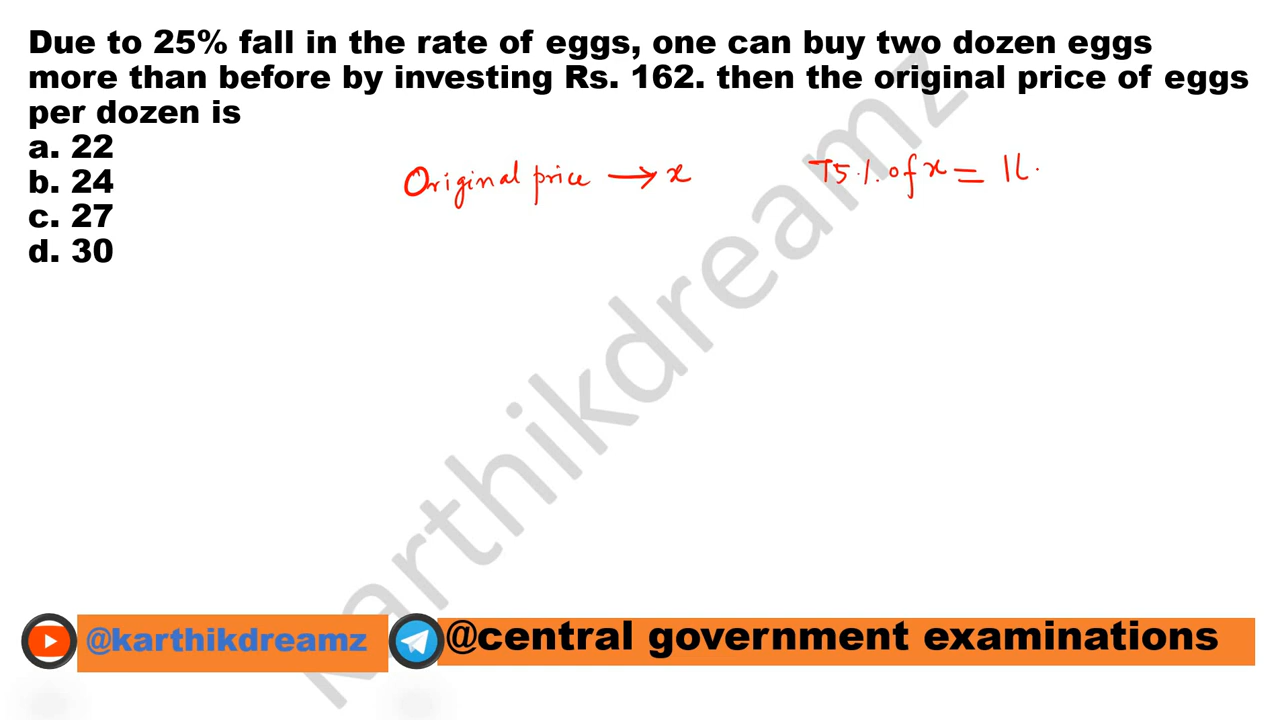 Due to 25% fall in the rate of eggs, one can buy two dozen eggs
more than before by investing Rs. 162. then the original price of eggs
per dozen is
a. 22
b. 24
c. 27
d. 30
Original price → x
75% of x =
karthikdreamz
@karthikdreamz
@central government examinations